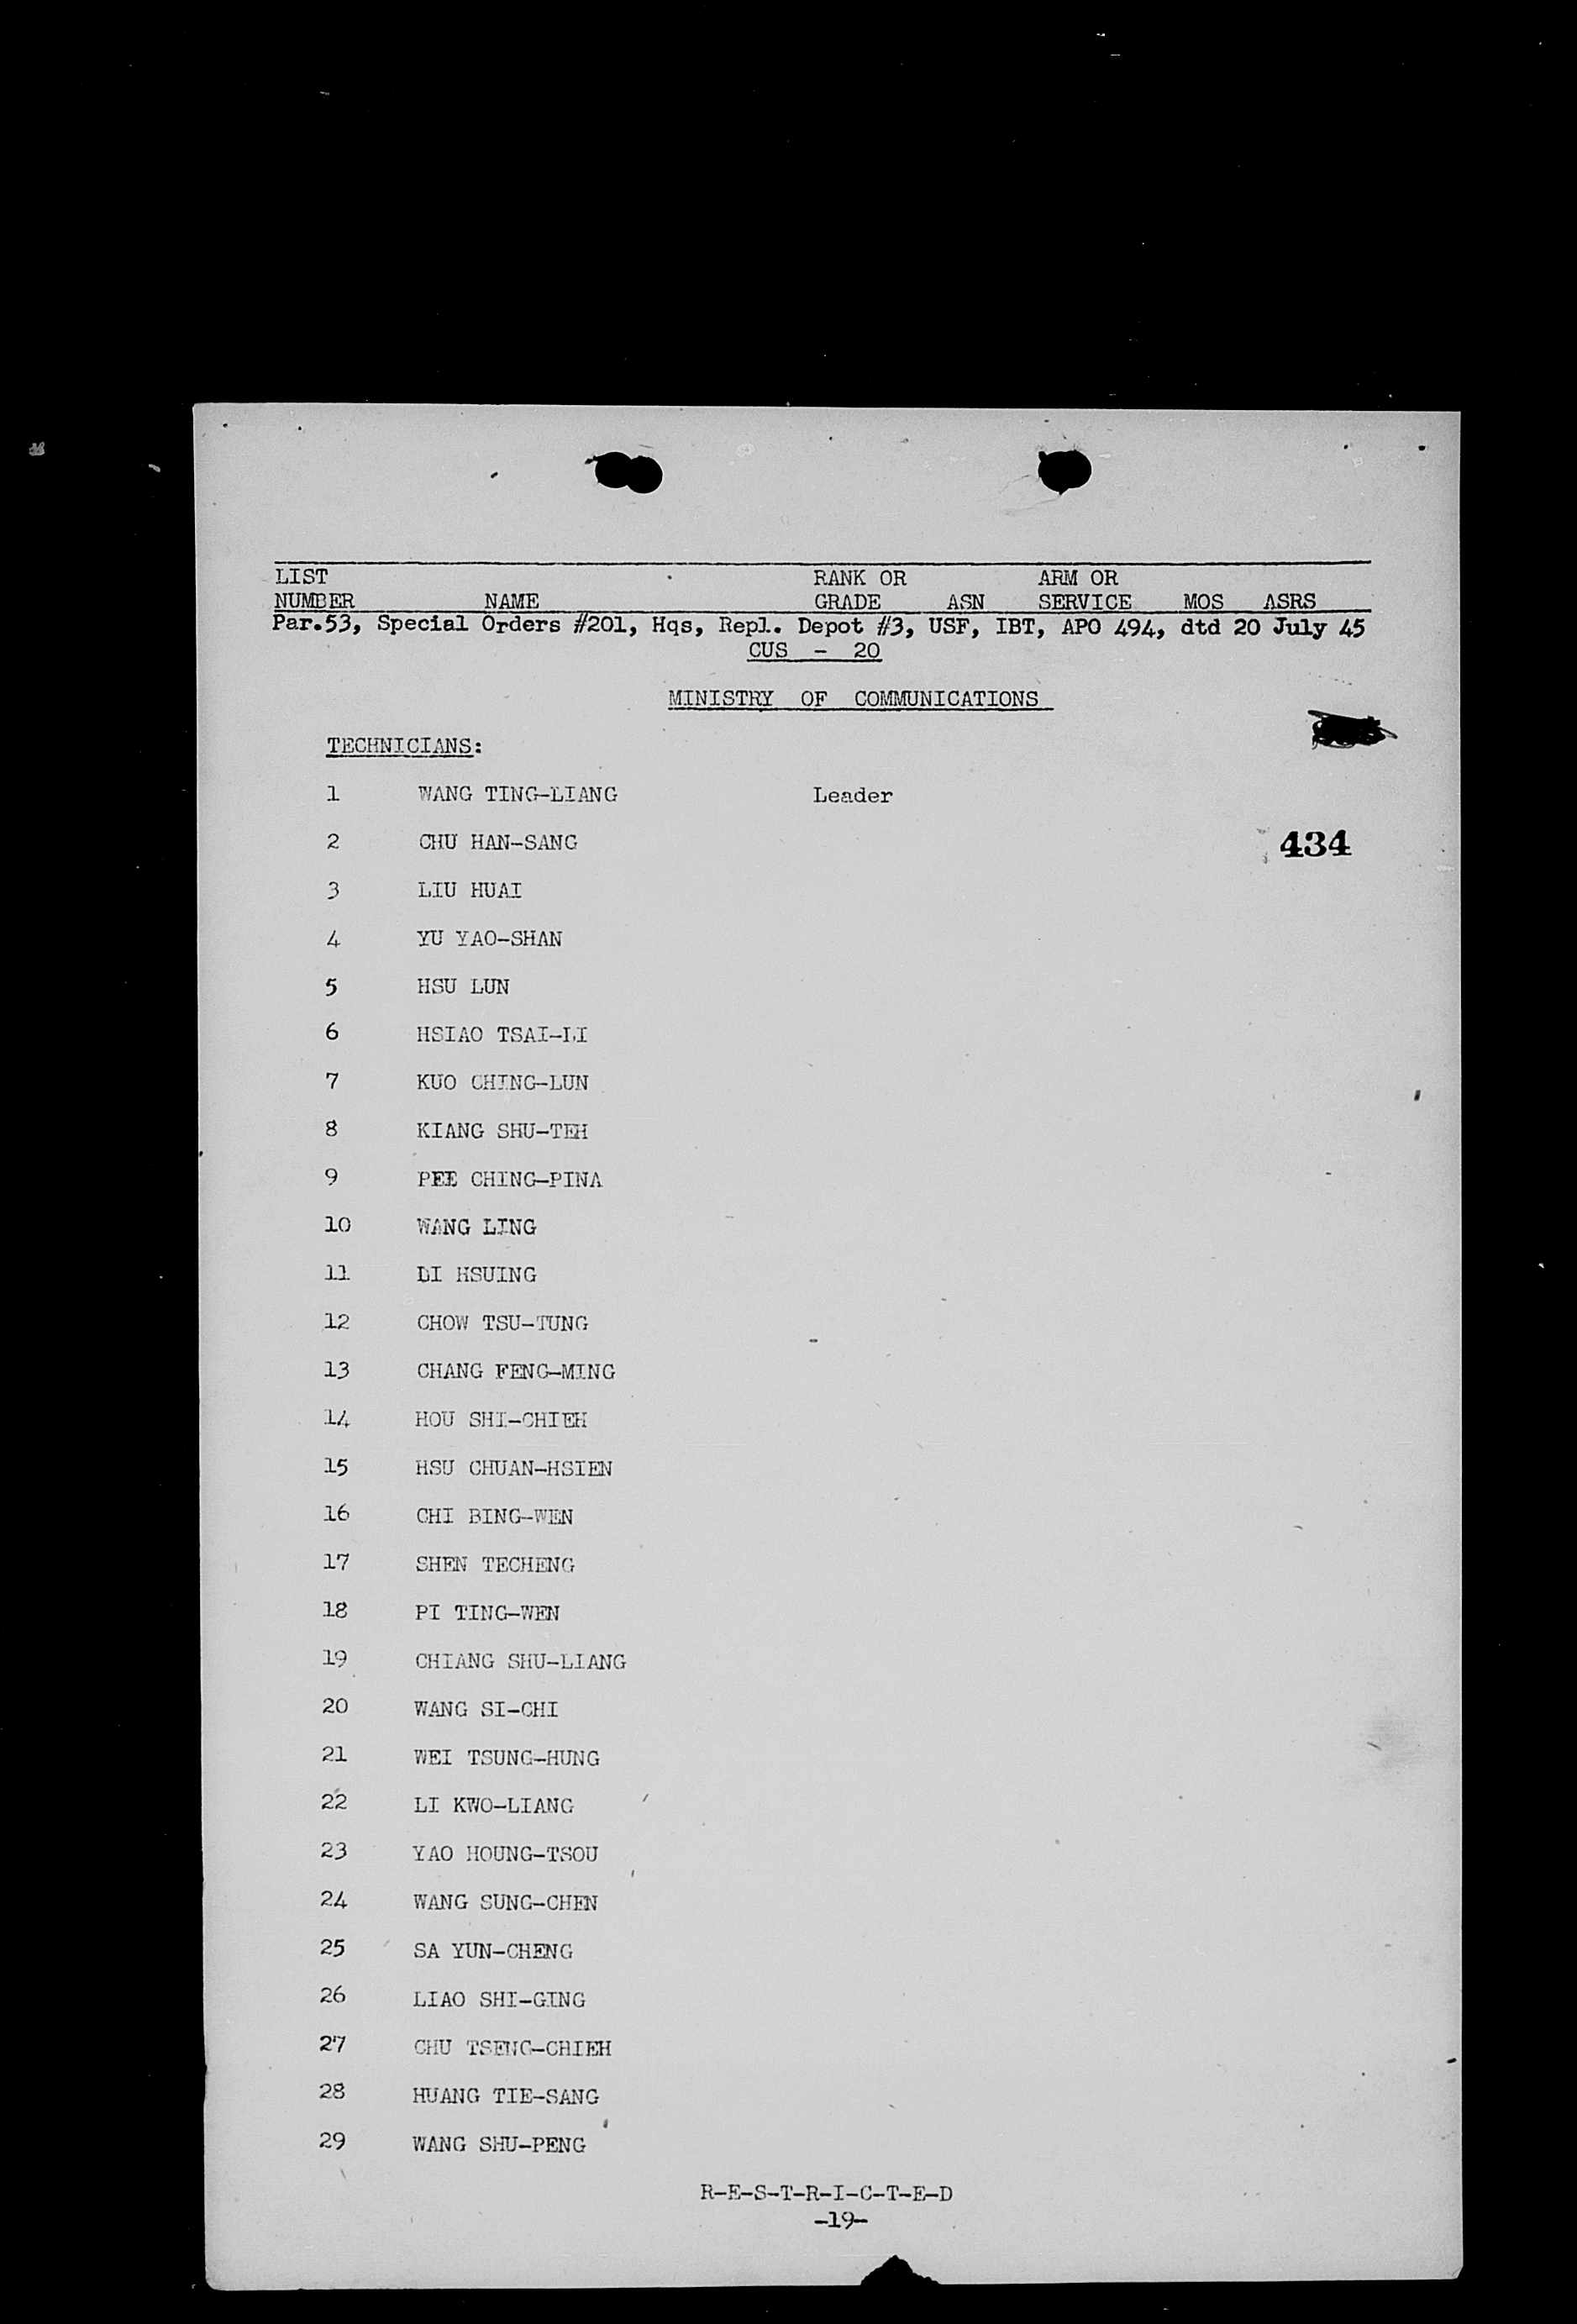 LIST RANK OR ARM OR
NUMBER NAME GRADE ASN SERVICE MOS ASRS
Par.53, Special Orders #201, Hqs, Repl. Depot #3, USF, IBT, APO 494, dtd 20 July 45
CUS - 20
MINISTRY OF COMMUNICATIONS
TECHNICIANS:
1 WANG TING-LIANG Leader
2 CHU HAN-SANG 434
3 LIU HUAI
4 YU YAO-SHAN
5 HSU LUN
6 HSIAO TSAI-LI
7 KUO CHING-LUN
8 KIANG SHU-TEH
9 PEE CHING-PINA
10 WANG LING
11 LI HSUING
12 CHOW TSU-TUNG
13 CHANG FENG-MING
14 HOU SHI-CHIEH
15 HSU CHUAN-HSIEN
16 CHI BING-WEN
17 SHEN TECHENG
18 PI TING-WEN
19 CHIANG SHU-LIANG
20 WANG SI-CHI
21 WEI TSUNG-HUNG
22 LI KWO-LIANG
23 YAO HOUNG-TSOU
24 WANG SUNG-CHEN
25 SA YUN-CHENG
26 LIAO SHI-GING
27 CHU TSENG-CHIEH
28 HUANG TIE-SANG
29 WANG SHU-PENG
R-E-S-T-R-I-C-T-E-D
-19-